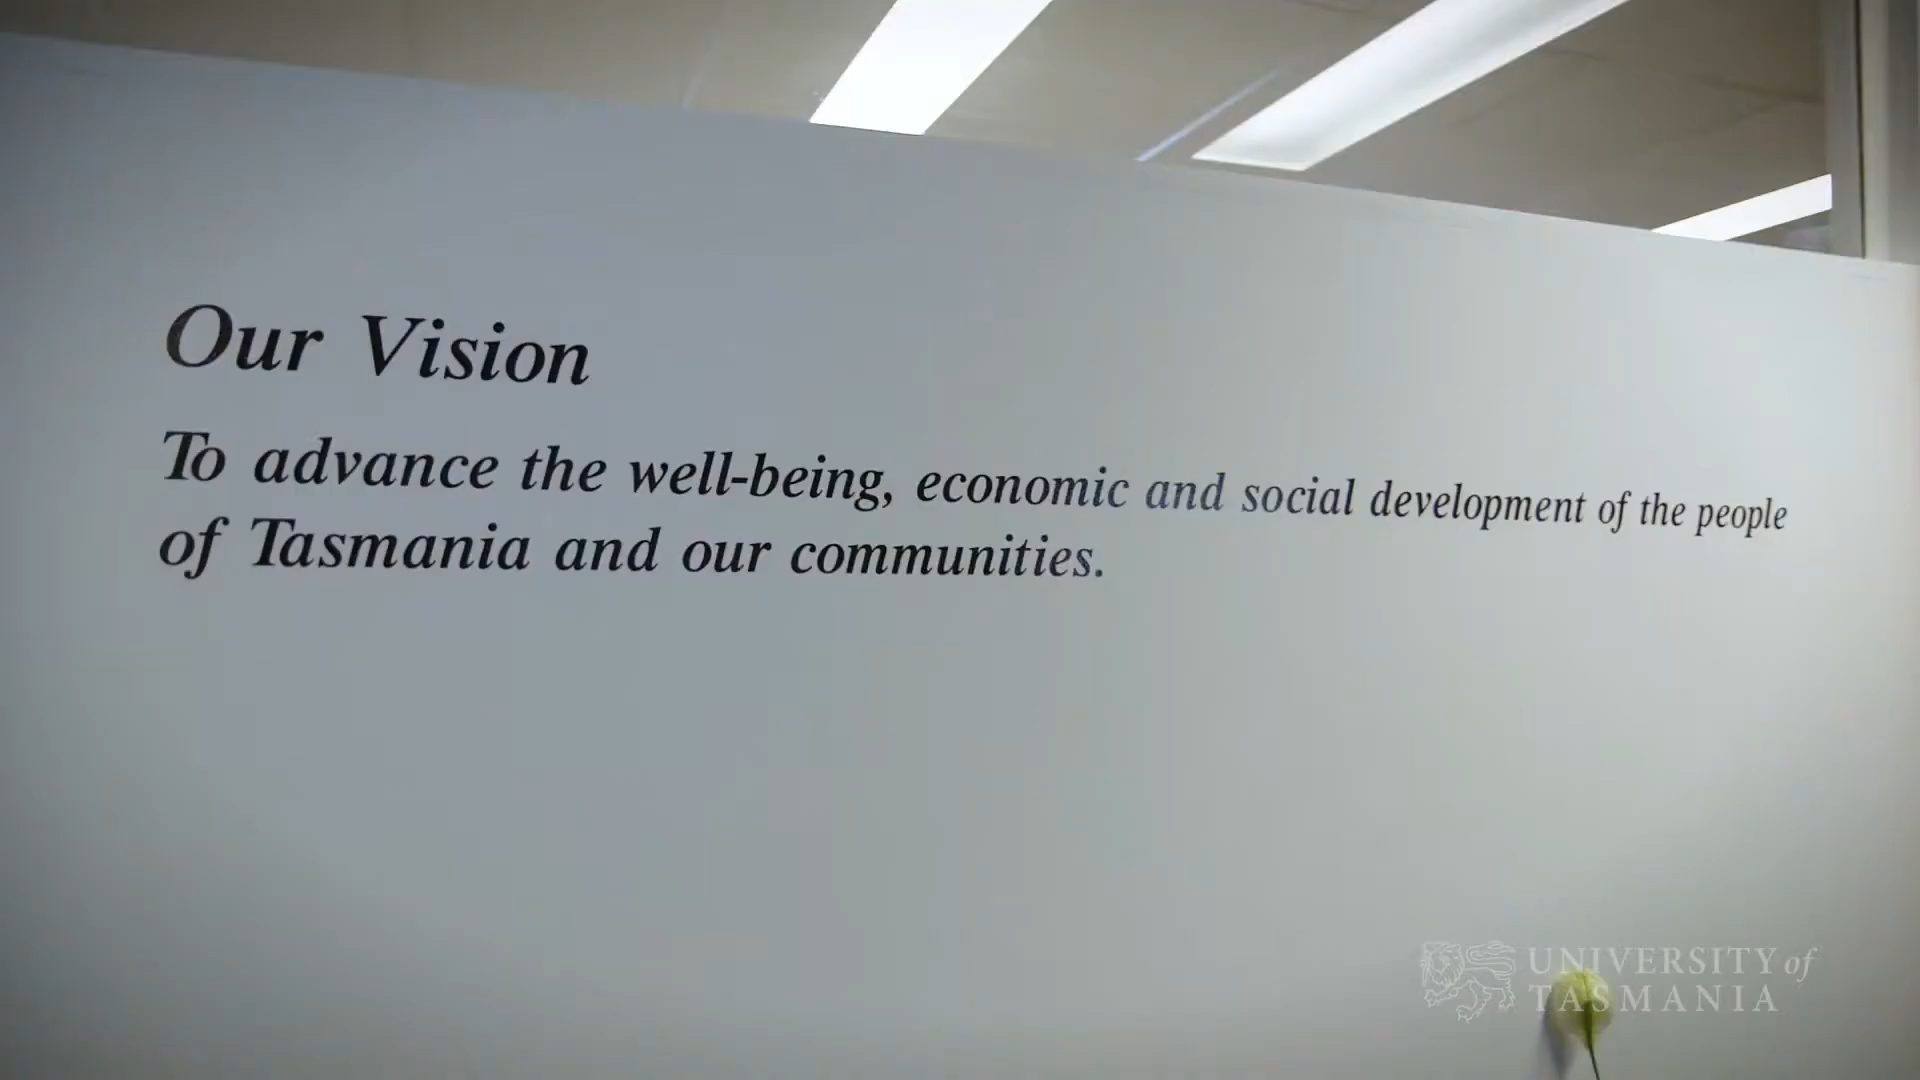 Our Vision
To advance the well-being, economic and social development of the people
of Tasmania and our communities.
UNIVERSITY of
TASMANIA